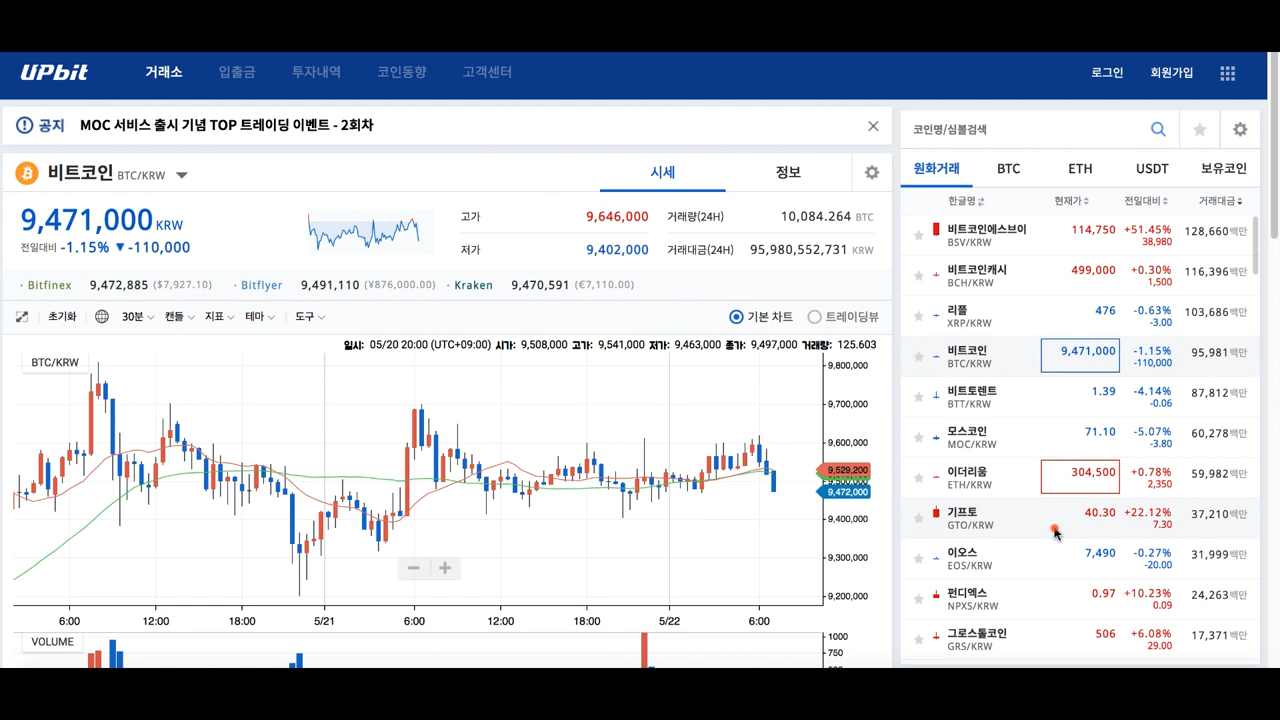 UPbit 거래소 입출금 투자내역 코인동향 고객센터 로그인 회원가입
공지 MOC 서비스 출시 기념 TOP 트레이딩 이벤트 - 2회차
비트코인 BTC/KRW 시세 정보
9,471,000 KRW
전일대비 -1.15% ▼ -110,000
고가 9,646,000 거래량(24H) 10,084.264 BTC
저가 9,402,000 거래대금(24H) 95,980,552,731 KRW
· Bitfinex 9,472,885 ($7,927.10) · Bitflyer 9,491,110 (¥876,000.00) · Kraken 9,470,591 (€7,110.00)
초기화 30분 캔들 지표 테마 도구 기본 차트 트레이딩뷰
일시: 05/20 20:00 (UTC+09:00) 시가: 9,508,000 고가: 9,541,000 저가: 9,463,000 종가: 9,497,000 거래량: 125.603
BTC/KRW
9,800,000
9,700,000
9,600,000
9,529,200
9,472,000
9,400,000
9,300,000
9,200,000
6:00 12:00 18:00 5/21 6:00 12:00 18:00 5/22 6:00
VOLUME
1000
750
코인명/심볼검색
원화거래 BTC ETH USDT 보유코인
한글명 현재가 전일대비 거래대금
비트코인에스브이 114,750 +51.45% 128,660백만
BSV/KRW 38,980
비트코인캐시 499,000 +0.30% 116,396백만
BCH/KRW 1,500
리플 476 -0.63% 103,686백만
XRP/KRW -3.00
비트코인 9,471,000 -1.15% 95,981백만
BTC/KRW -110,000
비트토렌트 1.39 -4.14% 87,812백만
BTT/KRW -0.06
모스코인 71.10 -5.07% 60,278백만
MOC/KRW -3.80
이더리움 304,500 +0.78% 59,982백만
ETH/KRW 2,350
기프토 40.30 +22.12% 37,210백만
GTO/KRW 7.30
이오스 7,490 -0.27% 31,999백만
EOS/KRW -20.00
펀디엑스 0.97 +10.23% 24,263백만
NPXS/KRW 0.09
그로스톨코인 506 +6.08% 17,371백만
GRS/KRW 29.00